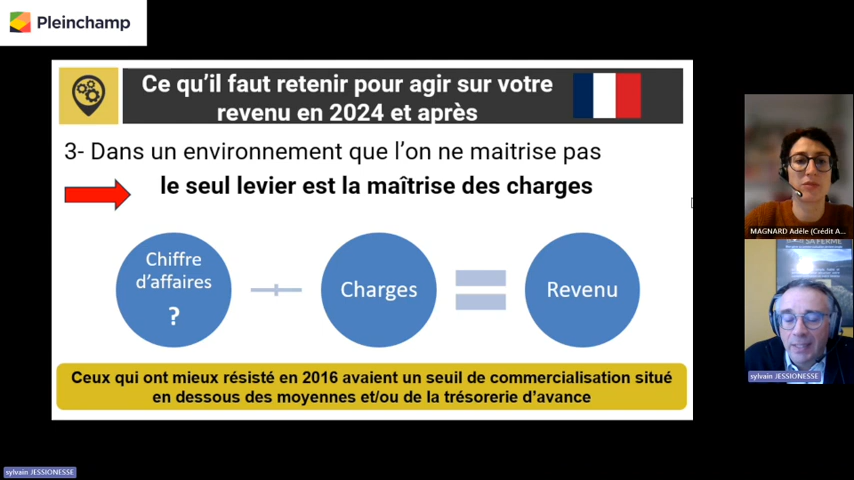 Pleinchamp
Ce qu'il faut retenir pour agir sur votre
revenu en 2024 et après
3- Dans un environnement que l'on ne maitrise pas
le seul levier est la maîtrise des charges
Chiffre
d'affaires
?
Charges
Revenu
Ceux qui ont mieux résisté en 2016 avaient un seuil de commercialisation situé
en dessous des moyennes et/ou de la trésorerie d'avance
MAGNARD Adèle (Crédit A...
SA FERME
sylvain JESSIONESSE
sylvain JESSIONESSE